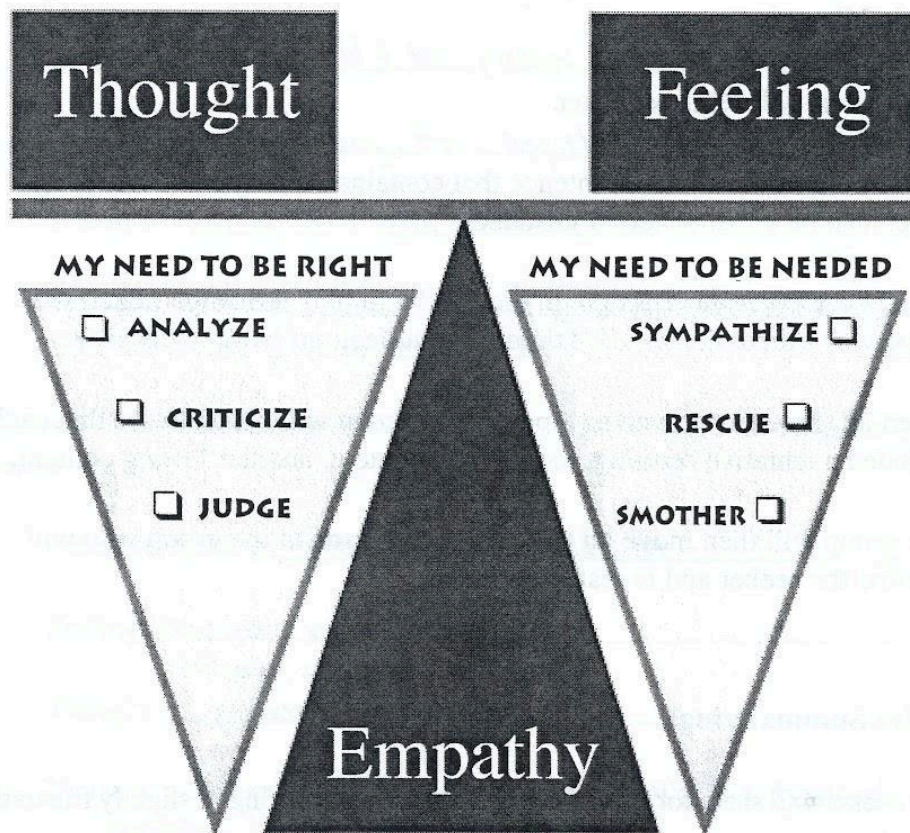 Thought
Feeling
MY NEED TO BE RIGHT
ANALYZE
CRITICIZE
JUDGE
MY NEED TO BE NEEDED
SYMPATHIZE
RESCUE
SMOTHER
Empathy